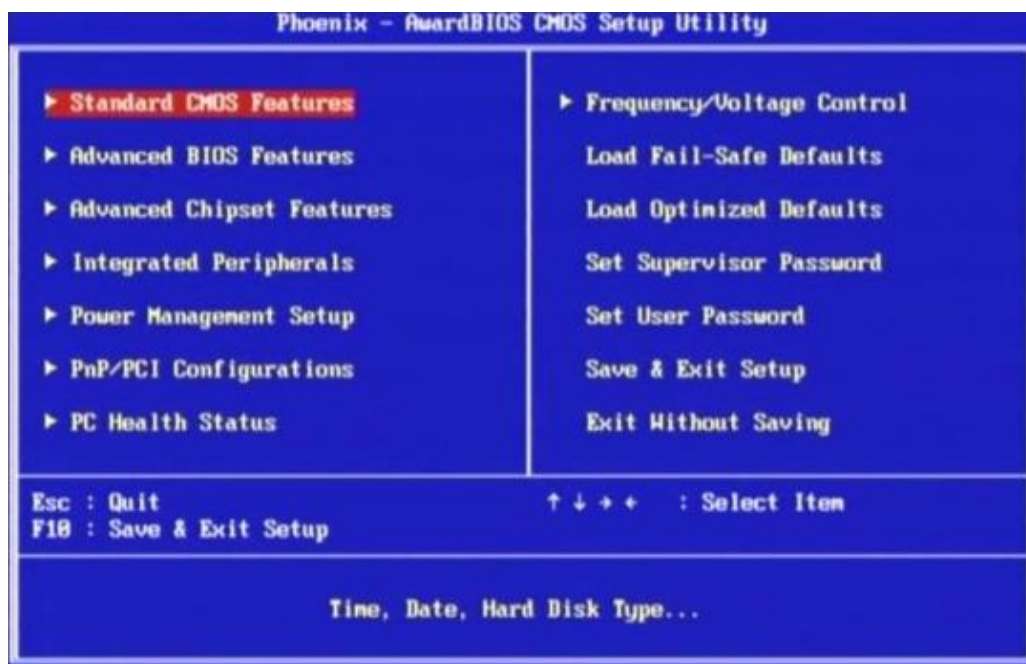 Phoenix - AwardBIOS CMOS Setup Utility
▶ Standard CMOS Features
▶ Advanced BIOS Features
▶ Advanced Chipset Features
▶ Integrated Peripherals
▶ Power Management Setup
▶ PnP/PCI Configurations
▶ PC Health Status
▶ Frequency/Voltage Control
Load Fail-Safe Defaults
Load Optimized Defaults
Set Supervisor Password
Set User Password
Save & Exit Setup
Exit Without Saving
Esc : Quit
F10 : Save & Exit Setup
↑ ↓ → ← : Select Item
Time, Date, Hard Disk Type...